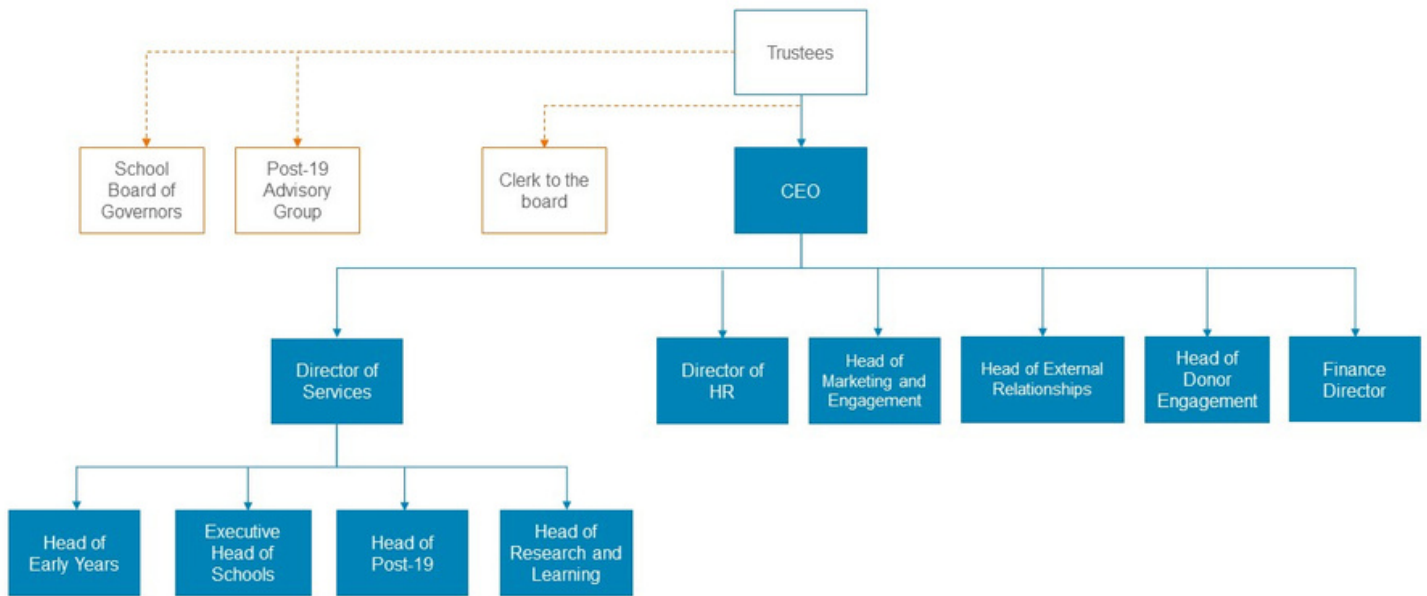 Trustees
School
Board of
Governors
Post-19
Advisory
Group
Clerk to the
board
CEO
Director of
Services
Director of
HR
Head of
Marketing and
Engagement
Head of External
Relationships
Head of
Donor
Engagement
Finance
Director
Head of
Early Years
Executive
Head of
Schools
Head of
Post-19
Head of
Research and
Learning